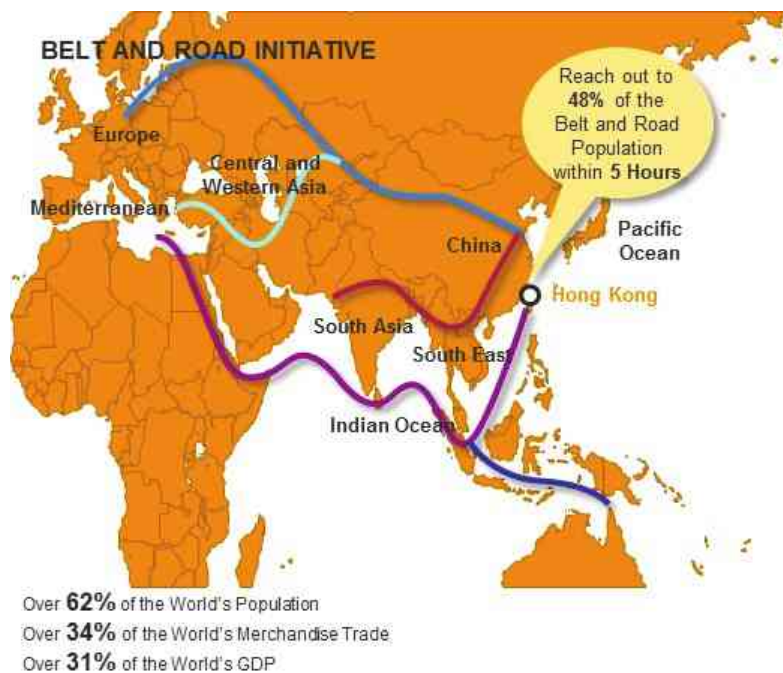 BELT AND ROAD INITIATIVE
Reach out to
48% of the
Belt and Road
Population
within 5 Hours
Europe
Central and
Western Asia
Mediterranean
China
Pacific
Ocean
Hong Kong
South Asia
South East
Indian Ocean
Over 62% of the World's Population
Over 34% of the World's Merchandise Trade
Over 31% of the World's GDP